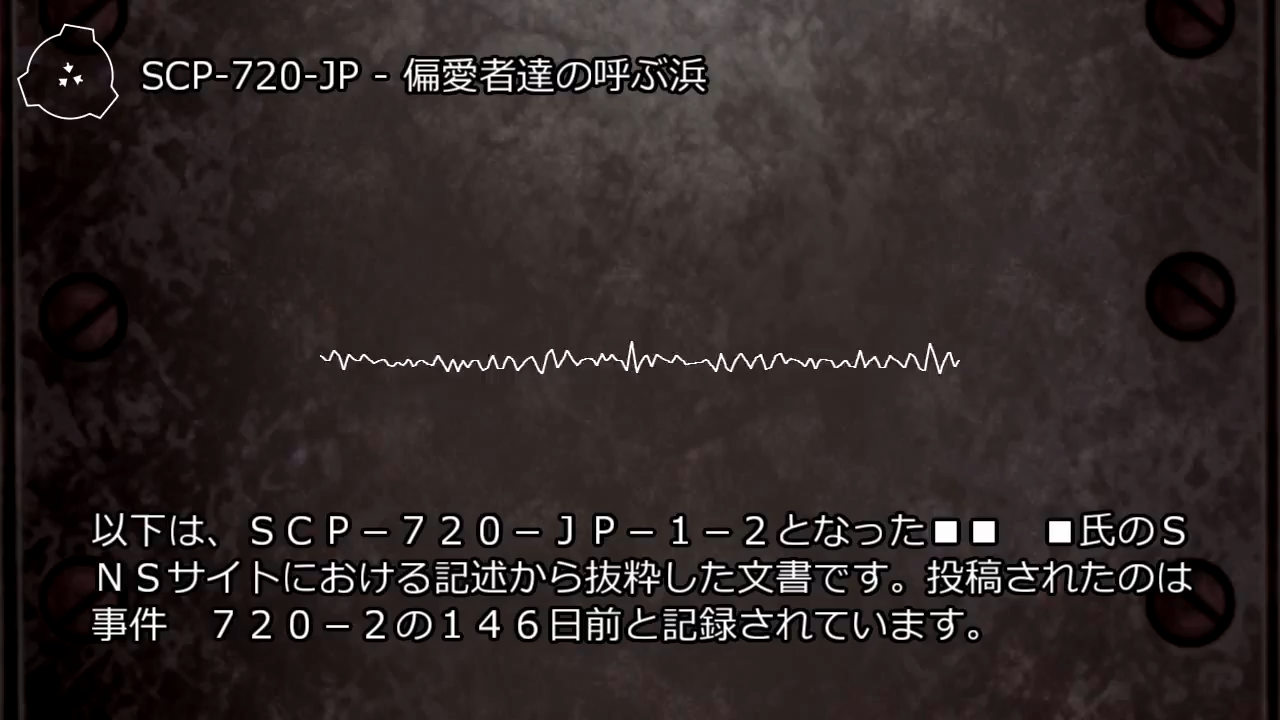 SCP-720-JP - 偏愛者達の呼ぶ浜
以下は、ＳＣＰ－７２０－ＪＰ－１－２となった■■　■氏のＳ
ＮＳサイトにおける記述から抜粋した文書です。投稿されたのは
事件　７２０－２の１４６日前と記録されています。